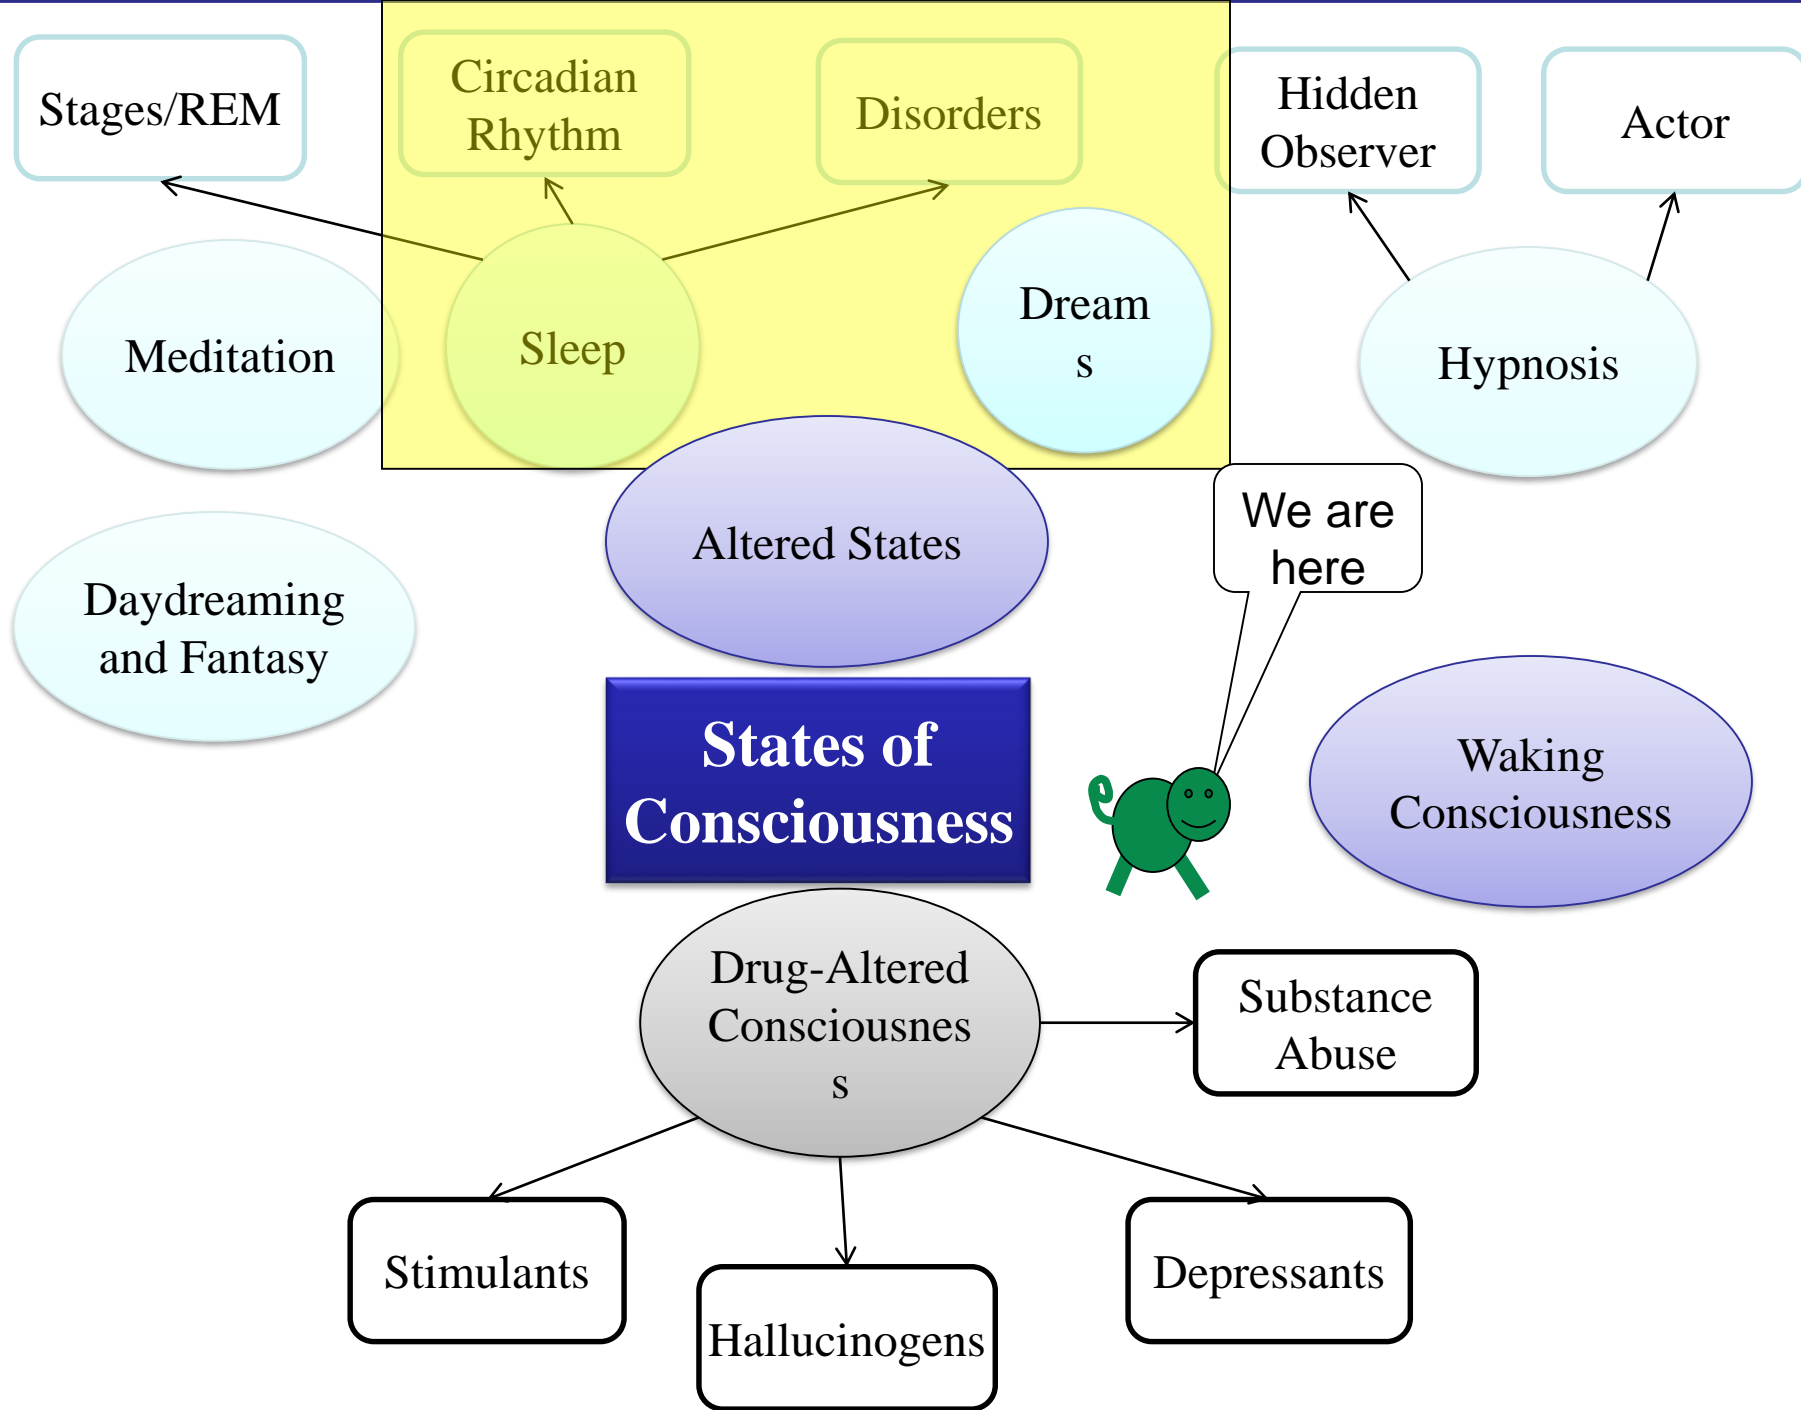 Stages/REM
Circadian
Rhythm
Disorders
Hidden
Observer
Actor
Meditation
Sleep
Dream
s
Hypnosis
Altered States
We are
here
Daydreaming
and Fantasy
States of
Consciousness
Waking
Consciousness
Drug-Altered
Consciousnes
s
Substance
Abuse
Stimulants
Hallucinogens
Depressants